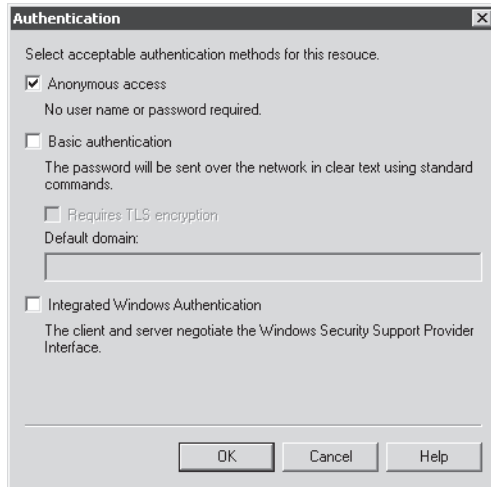 Authentication
Select acceptable authentication methods for this resouce.
Anonymous access
No user name or password required.
Basic authentication
The password will be sent over the network in clear text using standard
commands.
Requires TLS encryption
Default domain:
Integrated Windows Authentication
The client and server negotiate the Windows Security Support Provider
Interface.
OK Cancel Help